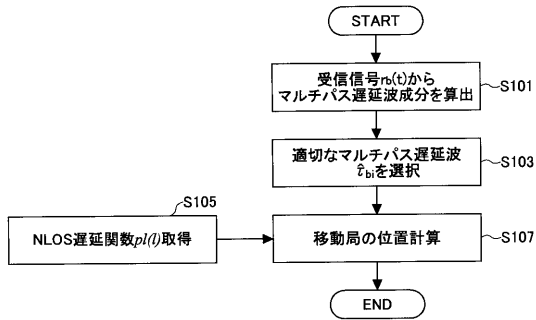 START
受信信号rb(t)から
マルチパス遅延波成分を算出
S101
適切なマルチパス遅延波
t̂biを選択
S103
S105
NLOS遅延関数pl(l)取得
移動局の位置計算
S107
END